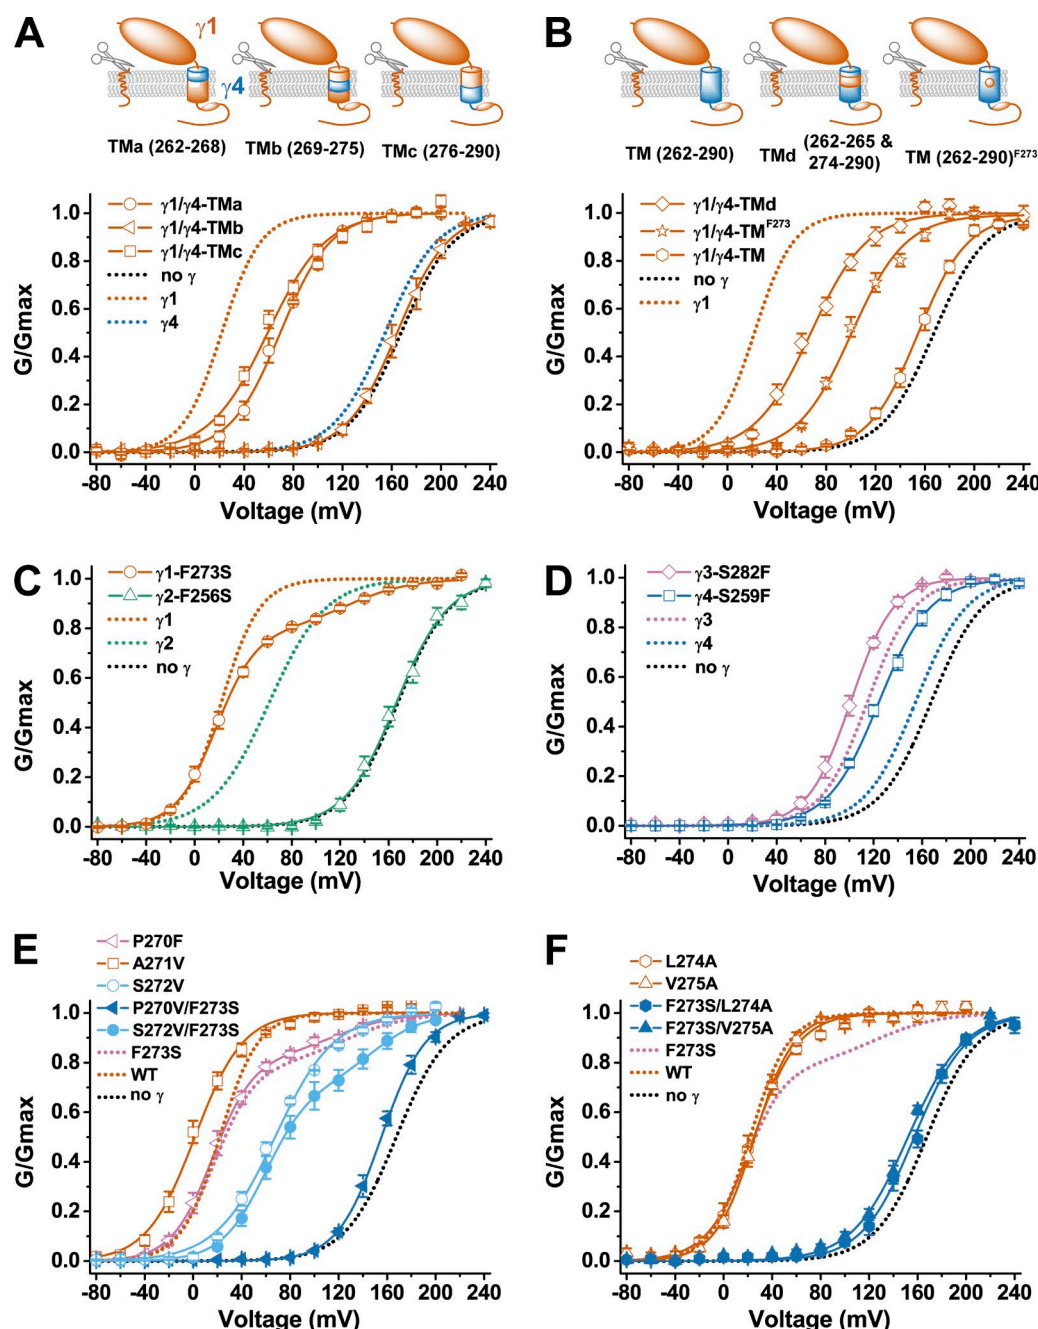 A
γ1
γ4
TMa (262-268)
TMb (269-275)
TMc (276-290)
γ1/γ4-TMa
γ1/γ4-TMb
γ1/γ4-TMc
no γ
γ1
γ4
G/Gmax
1.0
0.8
0.6
0.4
0.2
0.0
-80 -40 0 40 80 120 160 200 240
Voltage (mV)
B
TM (262-290)
TMd (262-265 & 274-290)
TM (262-290)F273
γ1/γ4-TMd
γ1/γ4-TMF273
γ1/γ4-TM
no γ
γ1
G/Gmax
1.0
0.8
0.6
0.4
0.2
0.0
-80 -40 0 40 80 120 160 200 240
Voltage (mV)
C
γ1-F273S
γ2-F256S
γ1
γ2
no γ
G/Gmax
1.0
0.8
0.6
0.4
0.2
0.0
-80 -40 0 40 80 120 160 200 240
Voltage (mV)
D
γ3-S282F
γ4-S259F
γ3
γ4
no γ
G/Gmax
1.0
0.8
0.6
0.4
0.2
0.0
-80 -40 0 40 80 120 160 200 240
Voltage (mV)
E
P270F
A271V
S272V
P270V/F273S
S272V/F273S
F273S
WT
no γ
G/Gmax
1.0
0.8
0.6
0.4
0.2
0.0
-80 -40 0 40 80 120 160 200 240
Voltage (mV)
F
L274A
V275A
F273S/L274A
F273S/V275A
F273S
WT
no γ
G/Gmax
1.0
0.8
0.6
0.4
0.2
0.0
-80 -40 0 40 80 120 160 200 240
Voltage (mV)